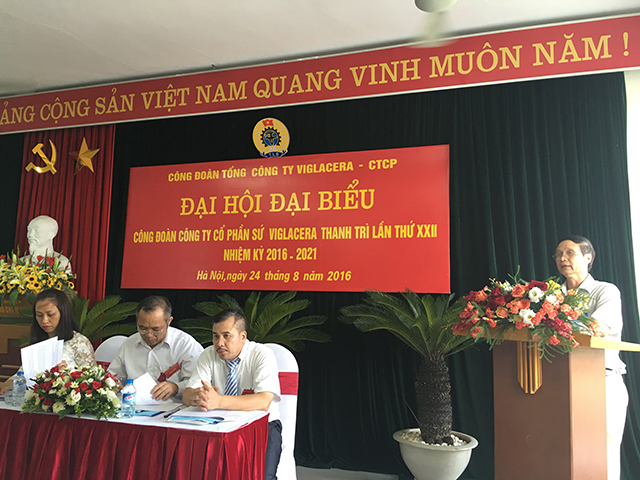 ẢNG CỘNG SẢN VIỆT NAM QUANG VINH MUÔN NĂM !
CÔNG ĐOÀN TỔNG CÔNG TY VIGLACERA - CTCP
ĐẠI HỘI ĐẠI BIỂU
CÔNG ĐOÀN CÔNG TY CỔ PHẦN SỨ VIGLACERA THANH TRÌ LẦN THỨ XXII
NHIỆM KỲ 2016 - 2021
Hà Nội, ngày 24 tháng 8 năm 2016